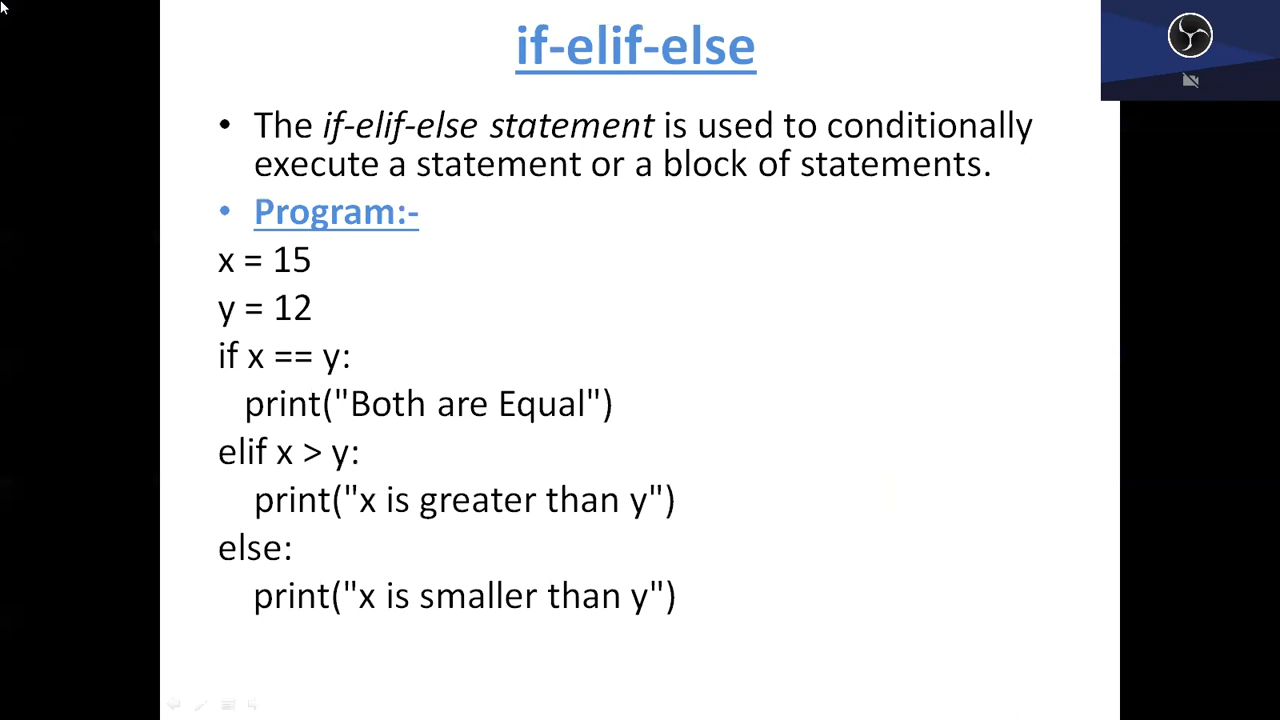 if-elif-else
• The if-elif-else statement is used to conditionally
execute a statement or a block of statements.
• Program:-
x = 15
y = 12
if x == y:
print("Both are Equal")
elif x > y:
print("x is greater than y")
else:
print("x is smaller than y")